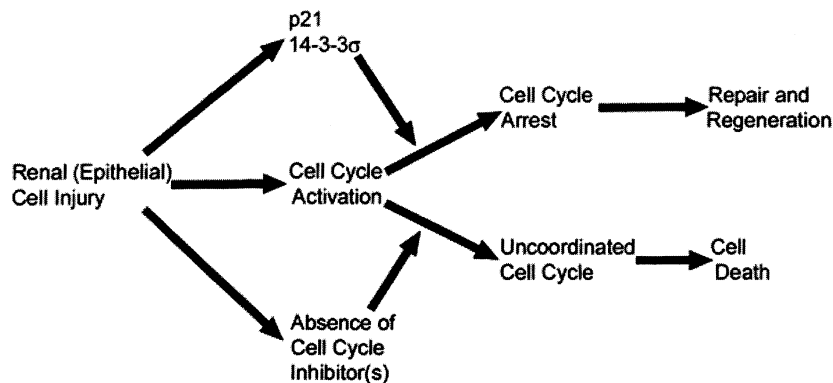 p21
14-3-3σ
Cell Cycle
Arrest
Repair and
Regeneration
Renal (Epithelial)
Cell Injury
Cell Cycle
Activation
Uncoordinated
Cell Cycle
Cell
Death
Absence of
Cell Cycle
Inhibitor(s)